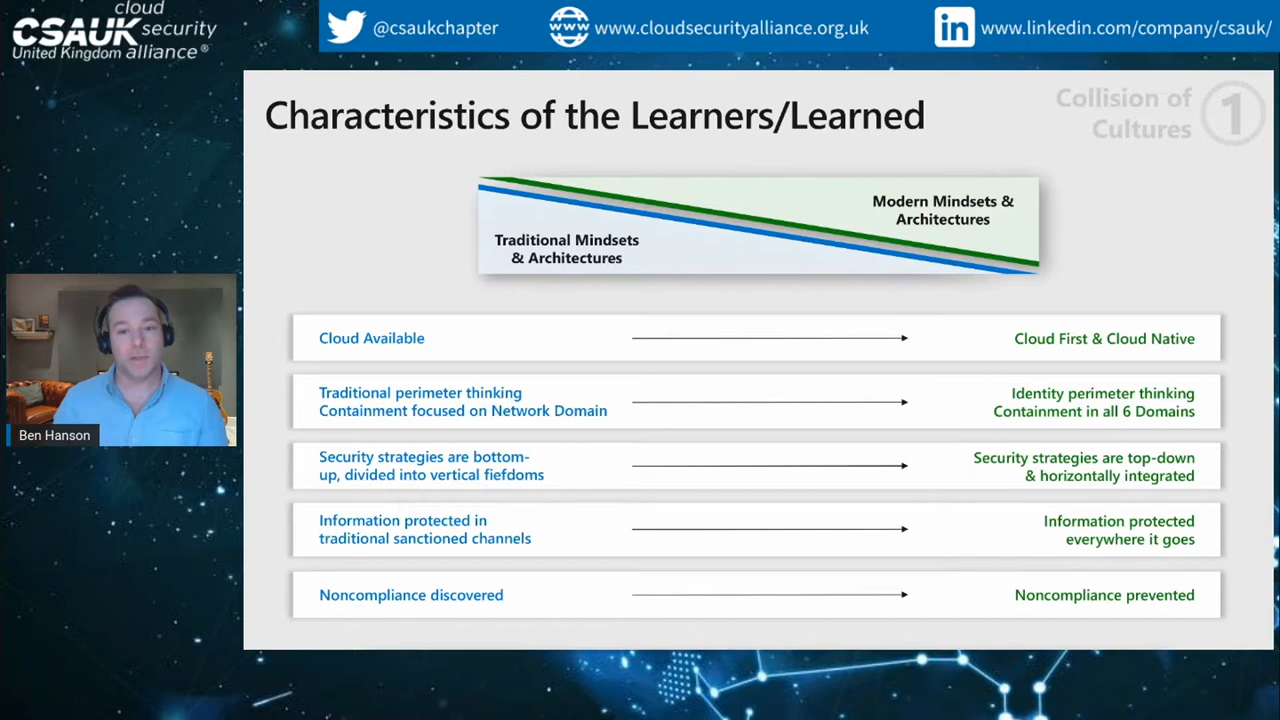 cloud
CSAUK security
United Kingdom alliance®
@csaukchapter
www.cloudsecurityalliance.org.uk
www.linkedin.com/company/csauk/
Characteristics of the Learners/Learned
Collision of
Cultures
1
Modern Mindsets &
Architectures
Traditional Mindsets
& Architectures
Cloud Available
Cloud First & Cloud Native
Traditional perimeter thinking
Containment focused on Network Domain
Identity perimeter thinking
Containment in all 6 Domains
Security strategies are bottom-
up, divided into vertical fiefdoms
Security strategies are top-down
& horizontally integrated
Information protected in
traditional sanctioned channels
Information protected
everywhere it goes
Noncompliance discovered
Noncompliance prevented
Ben Hanson